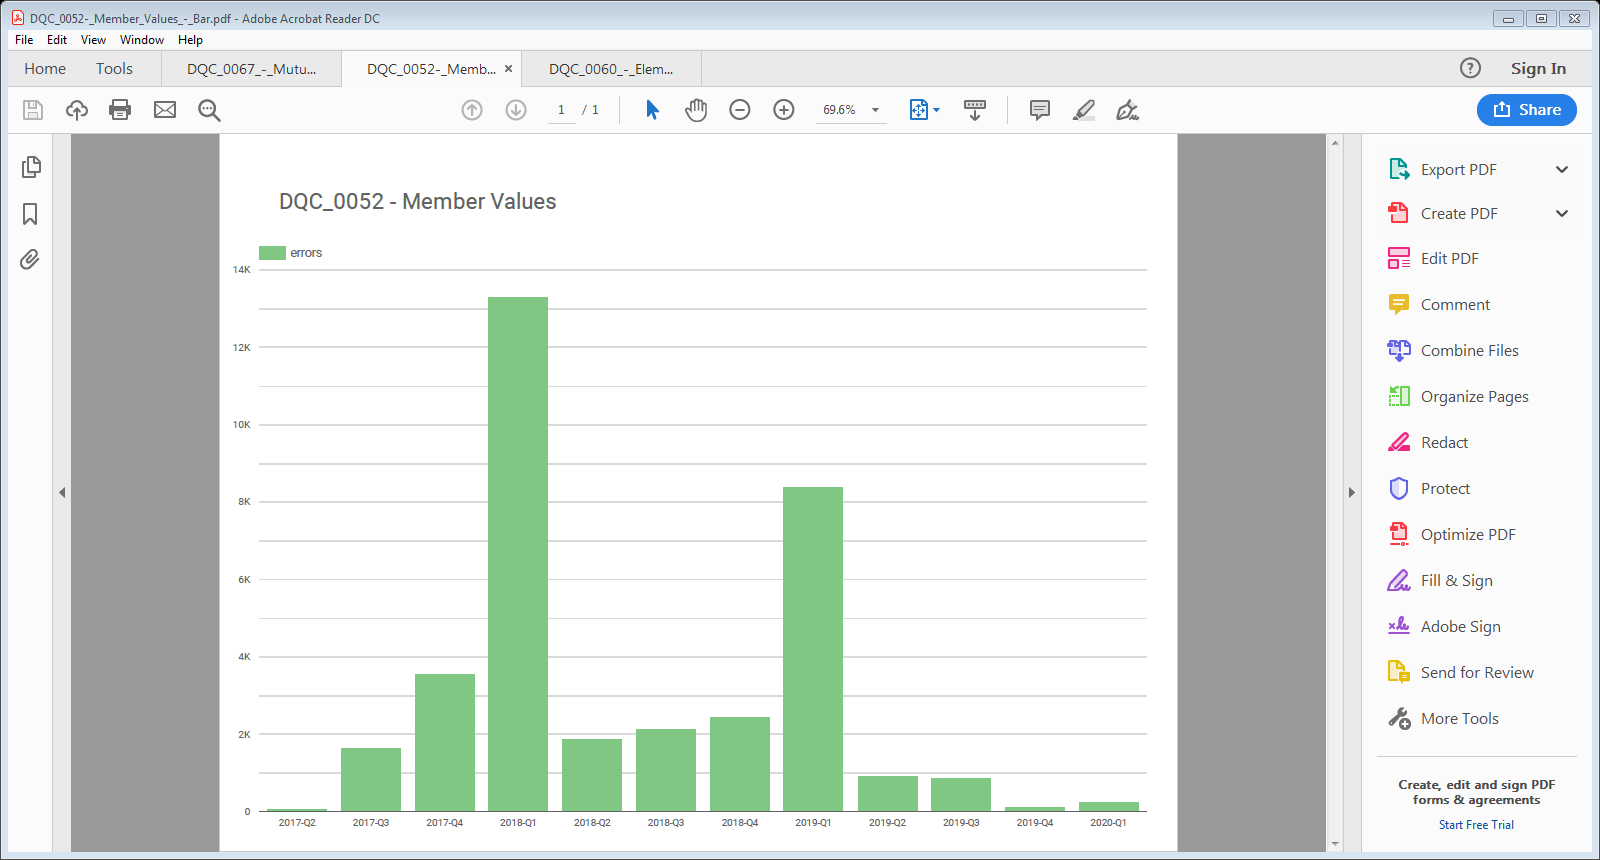 DQC_0052-_Member_Values_-_Bar.pdf - Adobe Acrobat Reader DC
File Edit View Window Help
Home Tools DQC_0067_-_Mutu... DQC_0052-_Memb... DQC_0060_-_Elem... Sign In
1 / 1 69.6% Share
DQC_0052 - Member Values
errors
14K
12K
10K
8K
6K
4K
2K
0
2017-Q2 2017-Q3 2017-Q4 2018-Q1 2018-Q2 2018-Q3 2018-Q4 2019-Q1 2019-Q2 2019-Q3 2019-Q4 2020-Q1
Export PDF
Create PDF
Edit PDF
Comment
Combine Files
Organize Pages
Redact
Protect
Optimize PDF
Fill & Sign
Adobe Sign
Send for Review
More Tools
Create, edit and sign PDF
forms & agreements
Start Free Trial